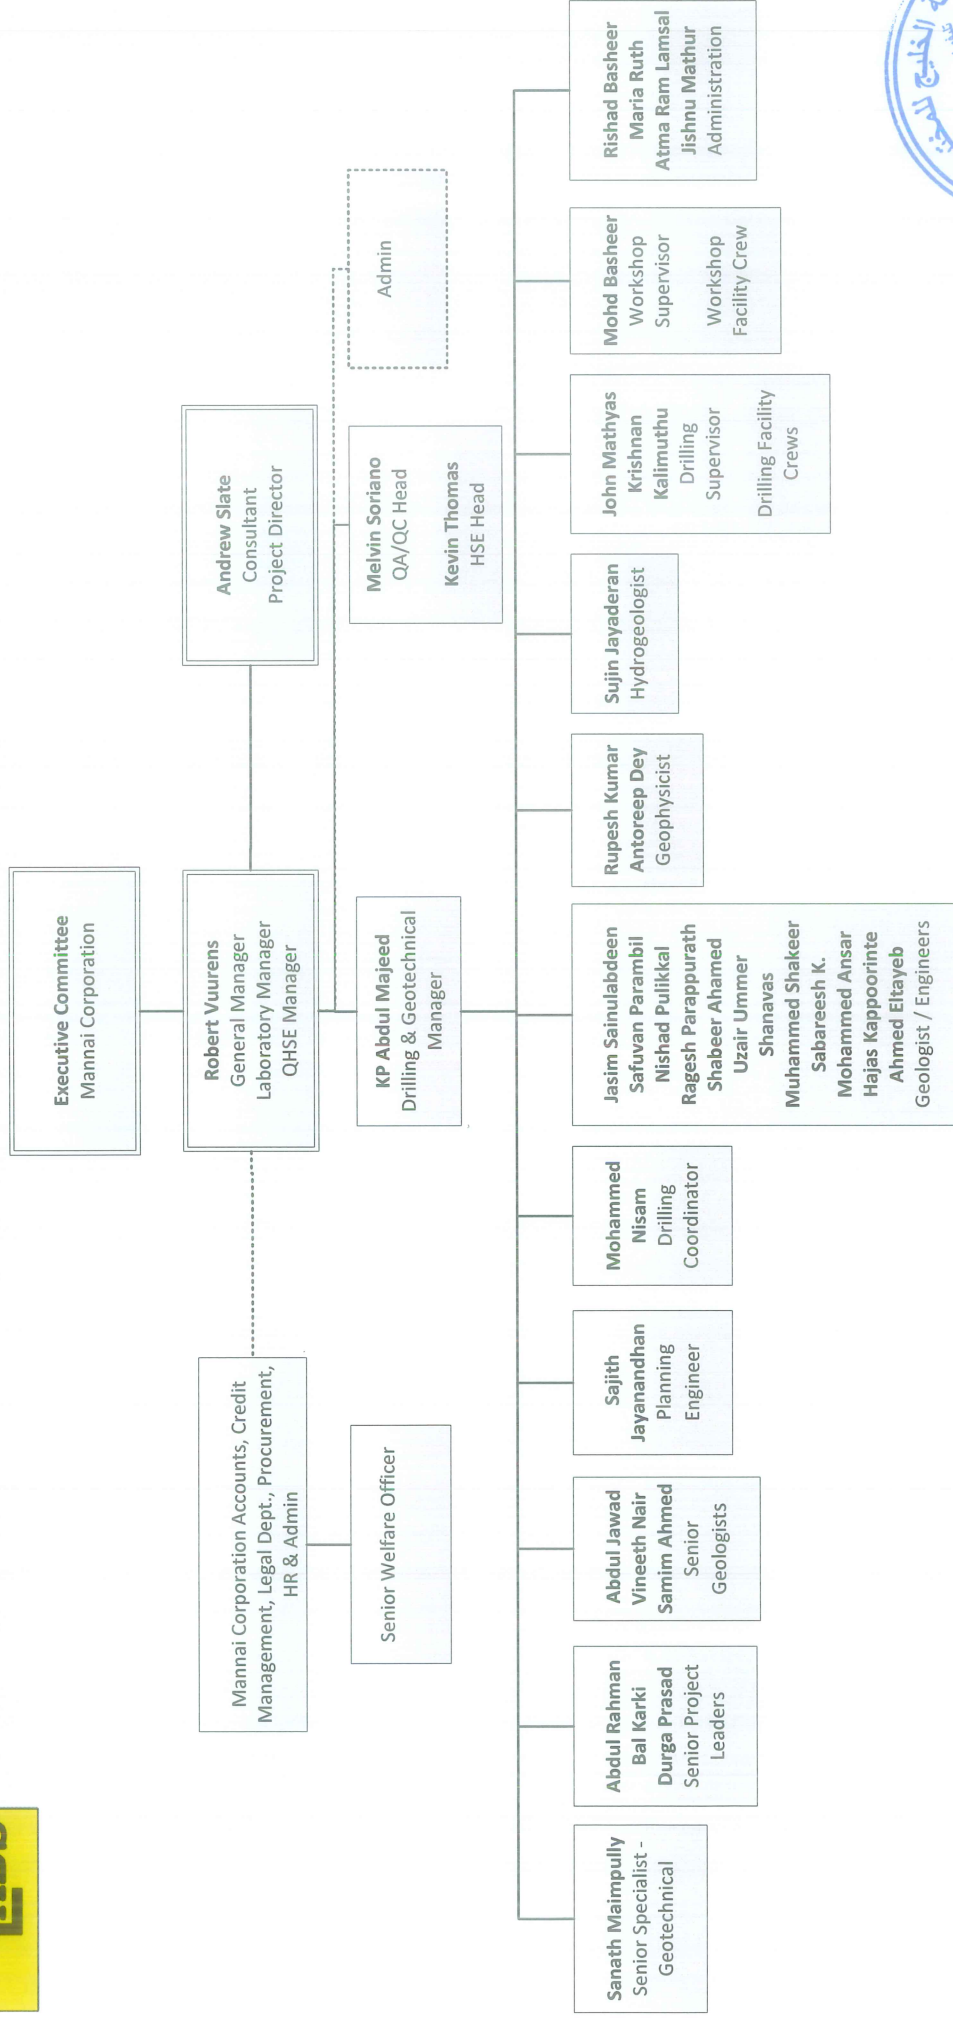 Executive Committee
Mannai Corporation
Robert Vuurens
General Manager
Laboratory Manager
QHSE Manager
Andrew Slate
Consultant
Project Director
Mannai Corporation Accounts, Credit
Management, Legal Dept., Procurement,
HR & Admin
Senior Welfare Officer
KP Abdul Majeed
Drilling & Geotechnical
Manager
Melvin Soriano
QA/QC Head
Kevin Thomas
HSE Head
Admin
Sanath Maimpully
Senior Specialist -
Geotechnical
Abdul Rahman
Bal Karki
Durga Prasad
Senior Project
Leaders
Abdul Jawad
Vineeth Nair
Samim Ahmed
Senior
Geologists
Sajith
Jayanandhan
Planning
Engineer
Mohammed
Nisam
Drilling
Coordinator
Jasim Sainulabdeen
Safuvan Parambil
Nishad Pulikkal
Ragesh Parappurath
Shabeer Ahamed
Uzair Ummer
Shanavas
Muhammed Shakeer
Sabareesh K.
Mohammed Ansar
Hajas Kappoorinte
Ahmed Eltayeb
Geologist / Engineers
Rupesh Kumar
Antoreep Dey
Geophysicist
Sujin Jayaderan
Hydrogeologist
John Mathyas
Krishnan
Kalimuthu
Drilling
Supervisor
Drilling Facility
Crews
Mohd Basheer
Workshop
Supervisor
Workshop
Facility Crew
Rishad Basheer
Maria Ruth
Atma Ram Lamsal
Jishnu Mathur
Administration
الخليج